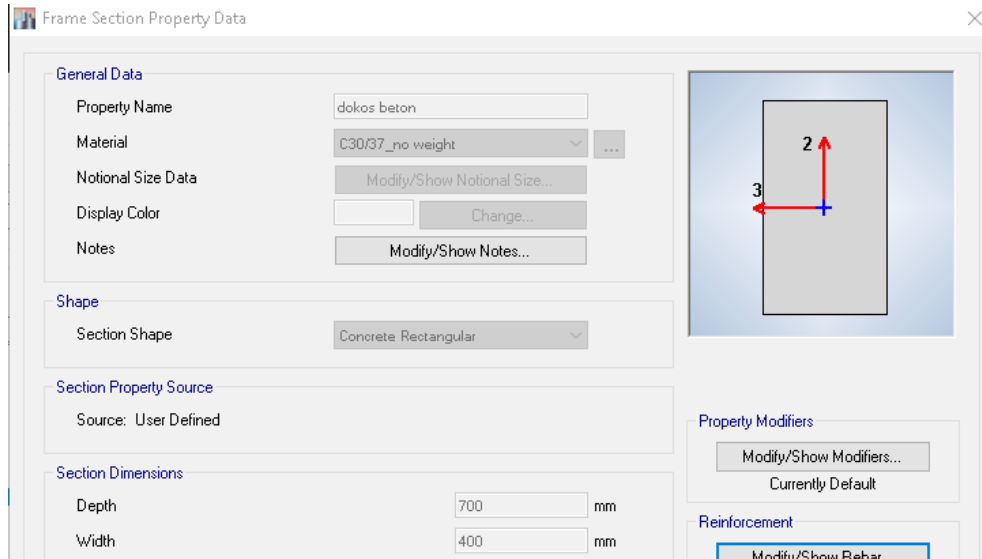 Frame Section Property Data
General Data
Property Name dokos beton
Material C30/37_no weight ...
Notional Size Data Modify/Show Notional Size...
Display Color Change...
Notes Modify/Show Notes...
2
3
Shape
Section Shape Concrete Rectangular
Section Property Source
Source: User Defined
Property Modifiers
Modify/Show Modifiers...
Currently Default
Section Dimensions
Depth 700 mm
Width 400 mm
Reinforcement
Modify/Show Rebar...